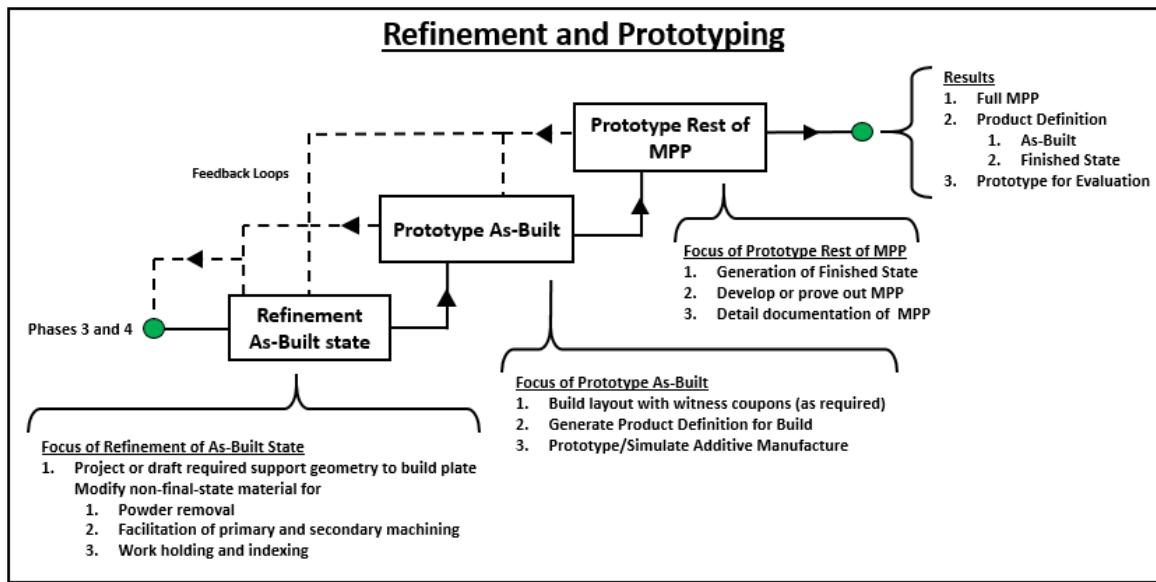 Refinement and Prototyping
Results
1. Full MPP
2. Product Definition
1. As-Built
2. Finished State
3. Prototype for Evaluation
Prototype Rest of
MPP
Feedback Loops
Prototype As-Built
Focus of Prototype Rest of MPP
1. Generation of Finished State
2. Develop or prove out MPP
3. Detail documentation of MPP
Phases 3 and 4
Refinement
As-Built state
Focus of Prototype As-Built
1. Build layout with witness coupons (as required)
2. Generate Product Definition for Build
3. Prototype/Simulate Additive Manufacture
Focus of Refinement of As-Built State
1. Project or draft required support geometry to build plate
Modify non-final-state material for
1. Powder removal
2. Facilitation of primary and secondary machining
3. Work holding and indexing